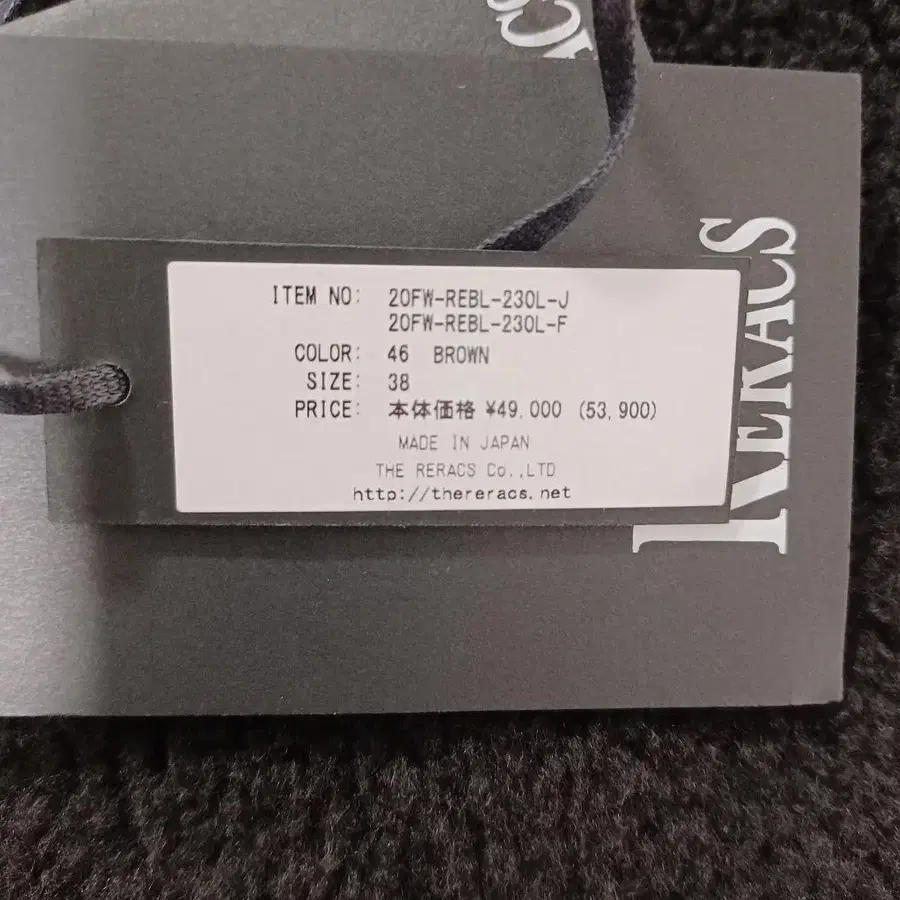 ITEM NO: 20FW-REBL-230L-J
20FW-REBL-230L-F
COLOR: 46 BROWN
SIZE: 38
PRICE: 本体価格 ¥49,000 (53,900)
MADE IN JAPAN
THE RERACS Co.,LTD
http://thereracs.net
RERACS
CS